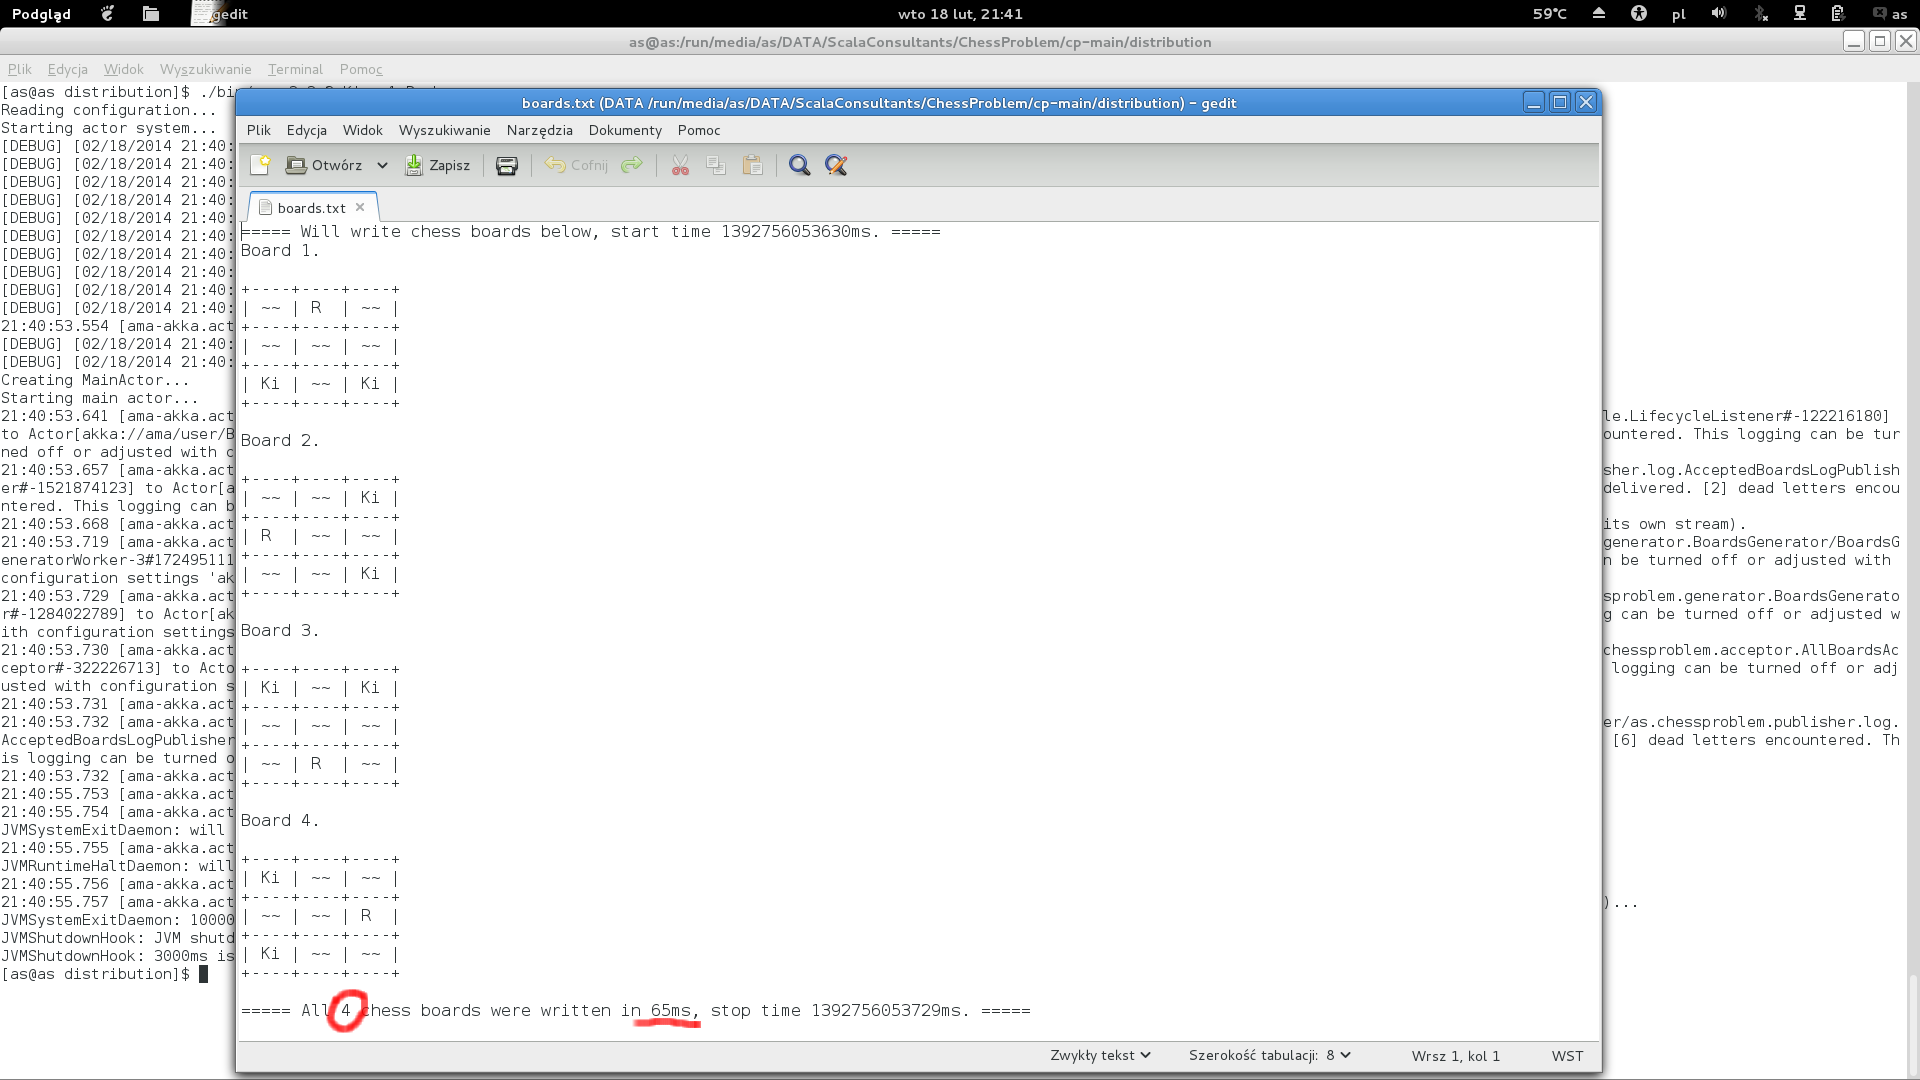 Podgląd gedit wto 18 lut, 21:41 59°C pl as
as@as:/run/media/as/DATA/ScalaConsultants/ChessProblem/cp-main/distribution
Plik Edycja Widok Wyszukiwanie Terminal Pomoc
[as@as distribution]$ ./bi
Reading configuration...
Starting actor system...
[DEBUG] [02/18/2014 21:40:
[DEBUG] [02/18/2014 21:40:
[DEBUG] [02/18/2014 21:40:
[DEBUG] [02/18/2014 21:40:
[DEBUG] [02/18/2014 21:40:
[DEBUG] [02/18/2014 21:40:
[DEBUG] [02/18/2014 21:40:
[DEBUG] [02/18/2014 21:40:
[DEBUG] [02/18/2014 21:40:
[DEBUG] [02/18/2014 21:40:
21:40:53.554 [ama-akka.act
[DEBUG] [02/18/2014 21:40:
[DEBUG] [02/18/2014 21:40:
Creating MainActor...
Starting main actor...
21:40:53.641 [ama-akka.act le.LifecycleListener#-122216180]
to Actor[akka://ama/user/B ountered. This logging can be tur
ned off or adjusted with c
21:40:53.657 [ama-akka.act sher.log.AcceptedBoardsLogPublish
er#-1521874123] to Actor[a delivered. [2] dead letters encou
ntered. This logging can b
21:40:53.668 [ama-akka.act its own stream).
21:40:53.719 [ama-akka.act generator.BoardsGenerator/BoardsG
eneratorWorker-3#172495111 n be turned off or adjusted with
configuration settings 'ak
21:40:53.729 [ama-akka.act sproblem.generator.BoardsGenerato
r#-1284022789] to Actor[ak g can be turned off or adjusted w
ith configuration settings
21:40:53.730 [ama-akka.act chessproblem.acceptor.AllBoardsAc
ceptor#-322226713] to Acto logging can be turned off or adj
usted with configuration s
21:40:53.731 [ama-akka.act
21:40:53.732 [ama-akka.act er/as.chessproblem.publisher.log.
AcceptedBoardsLogPublisher [6] dead letters encountered. Th
is logging can be turned o
21:40:53.732 [ama-akka.act
21:40:55.753 [ama-akka.act
21:40:55.754 [ama-akka.act
JVMSystemExitDaemon: will
21:40:55.755 [ama-akka.act
JVMRuntimeHaltDaemon: will
21:40:55.756 [ama-akka.act
21:40:55.757 [ama-akka.act )...
JVMSystemExitDaemon: 10000
JVMShutdownHook: JVM shutd
JVMShutdownHook: 3000ms is
[as@as distribution]$
boards.txt (DATA /run/media/as/DATA/ScalaConsultants/ChessProblem/cp-main/distribution) - gedit
Plik Edycja Widok Wyszukiwanie Narzędzia Dokumenty Pomoc
Otwórz Zapisz Cofnij
boards.txt
===== Will write chess boards below, start time 1392756053630ms. =====
Board 1.
+----+----+----+
| ~~ | R  | ~~ |
+----+----+----+
| ~~ | ~~ | ~~ |
+----+----+----+
| Ki | ~~ | Ki |
+----+----+----+
Board 2.
+----+----+----+
| ~~ | ~~ | Ki |
+----+----+----+
| R  | ~~ | ~~ |
+----+----+----+
| ~~ | ~~ | Ki |
+----+----+----+
Board 3.
+----+----+----+
| Ki | ~~ | Ki |
+----+----+----+
| ~~ | ~~ | ~~ |
+----+----+----+
| ~~ | R  | ~~ |
+----+----+----+
Board 4.
+----+----+----+
| Ki | ~~ | ~~ |
+----+----+----+
| ~~ | ~~ | R  |
+----+----+----+
| Ki | ~~ | ~~ |
+----+----+----+
===== All 4 chess boards were written in 65ms, stop time 1392756053729ms. =====
Zwykły tekst Szerokość tabulacji: 8 Wrsz 1, kol 1 WST